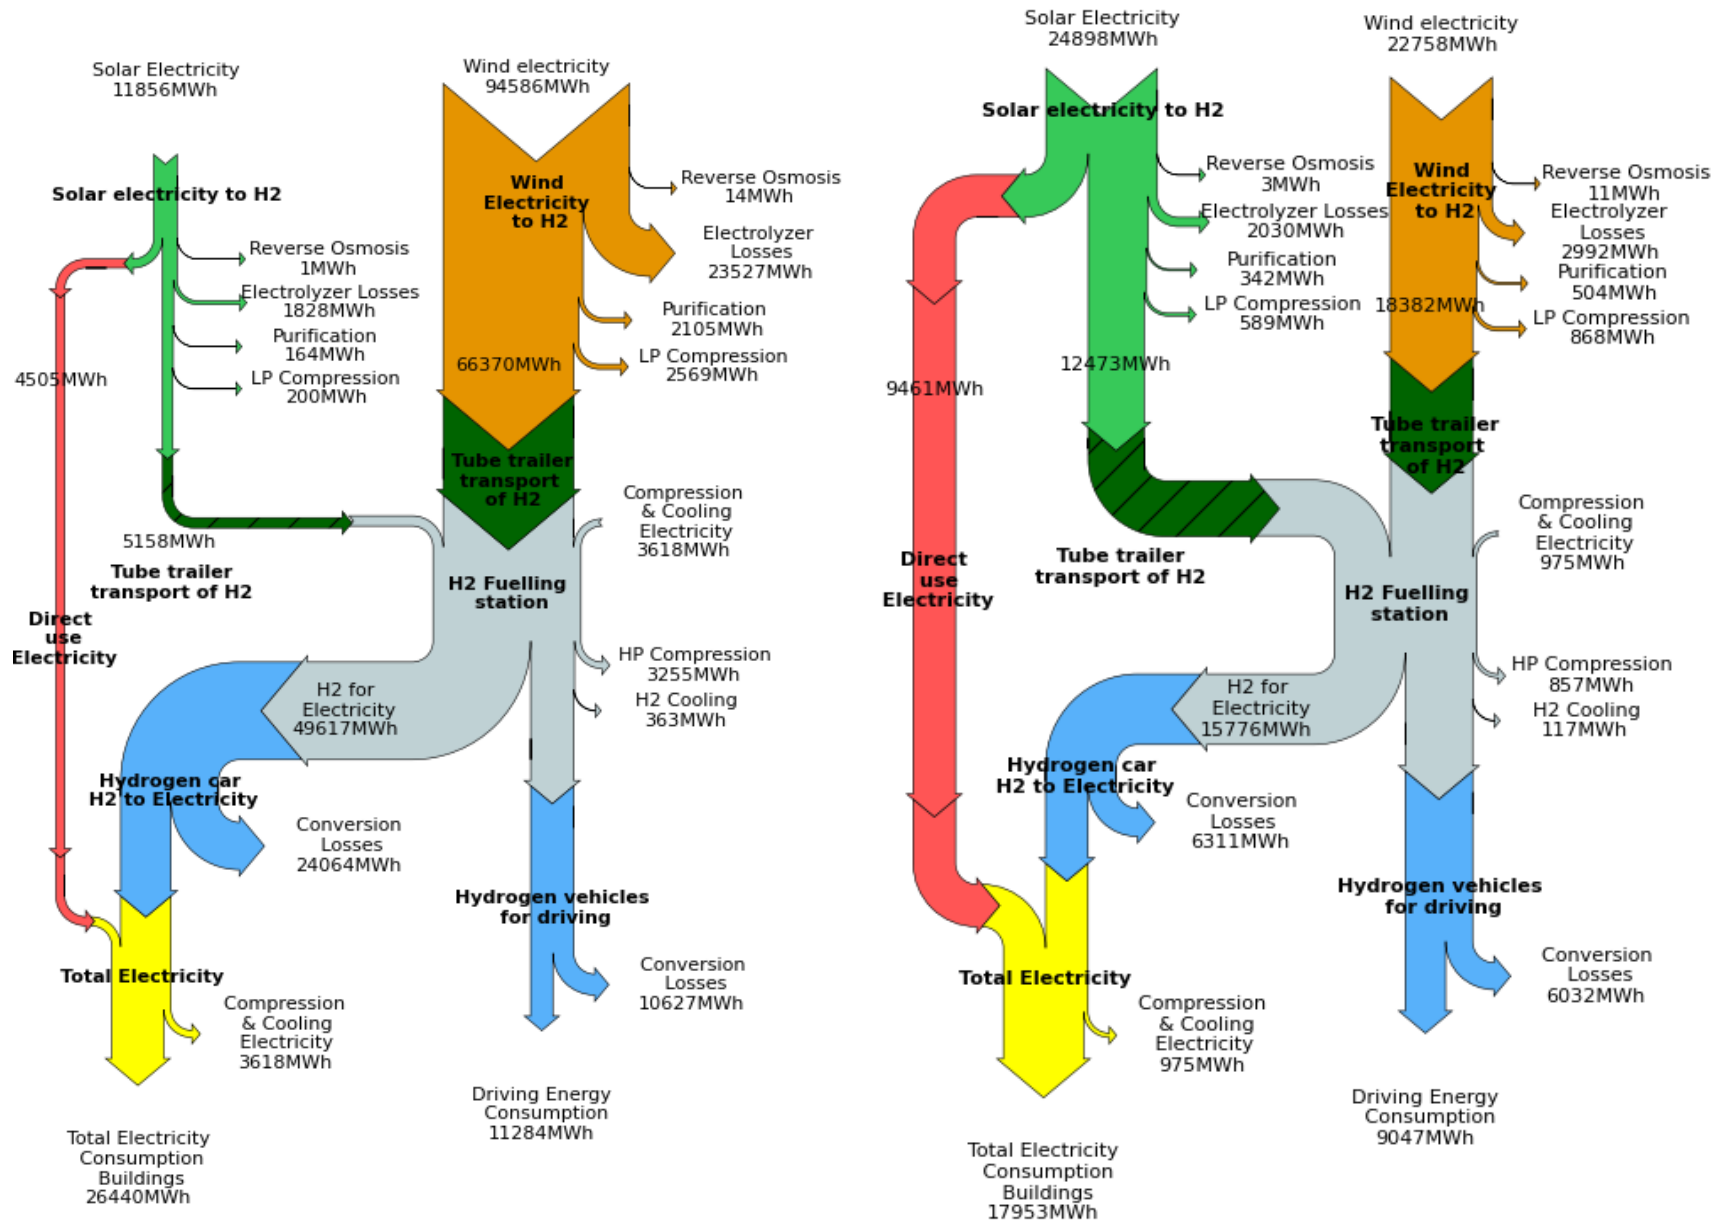 Solar Electricity
11856MWh
Wind electricity
94586MWh
Solar electricity to H2
Wind
Electricity
to H2
Reverse Osmosis
14MWh
Electrolyzer
Losses
23527MWh
Reverse Osmosis
1MWh
Electrolyzer Losses
1828MWh
Purification
164MWh
LP Compression
200MWh
Purification
2105MWh
LP Compression
2569MWh
4505MWh
66370MWh
Tube trailer
transport
of H2
Compression
& Cooling
Electricity
3618MWh
5158MWh
Tube trailer
transport of H2
H2 Fuelling
station
Direct
use
Electricity
HP Compression
3255MWh
H2 Cooling
363MWh
H2 for
Electricity
49617MWh
Hydrogen car
H2 to Electricity
Conversion
Losses
24064MWh
Hydrogen vehicles
for driving
Total Electricity
Conversion
Losses
10627MWh
Compression
& Cooling
Electricity
3618MWh
Driving Energy
Consumption
11284MWh
Total Electricity
Consumption
Buildings
26440MWh
Solar Electricity
24898MWh
Wind electricity
22758MWh
Solar electricity to H2
Wind
Electricity
to H2
Reverse Osmosis
3MWh
Electrolyzer Losses
2030MWh
Purification
342MWh
LP Compression
589MWh
Reverse Osmosis
11MWh
Electrolyzer
Losses
2992MWh
Purification
504MWh
LP Compression
868MWh
18382MWh
12473MWh
9461MWh
Tube trailer
transport
of H2
Compression
& Cooling
Electricity
975MWh
Tube trailer
transport of H2
Direct
use
Electricity
H2 Fuelling
station
HP Compression
857MWh
H2 Cooling
117MWh
H2 for
Electricity
15776MWh
Hydrogen car
H2 to Electricity
Conversion
Losses
6311MWh
Hydrogen vehicles
for driving
Total Electricity
Conversion
Losses
6032MWh
Compression
& Cooling
Electricity
975MWh
Driving Energy
Consumption
9047MWh
Total Electricity
Consumption
Buildings
17953MWh